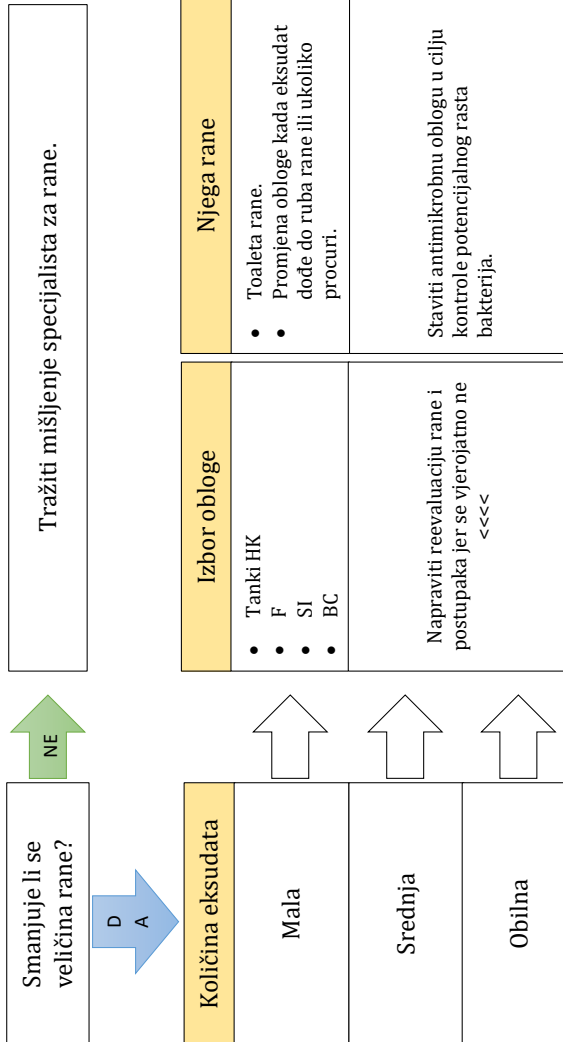 Smanjuje li se
veličina rane?
NE
Tražiti mišljenje specijalista za rane.
D
A
Količina eksudata
Izbor obloge
Njega rane
Mala
• Tanki HK
• F
• SI
• BC
• Toaleta rane.
• Promjena obloge kada eksudat
dođe do ruba rane ili ukoliko
procuri.
Srednja
Obilna
Napraviti reevaluaciju rane i
postupaka jer se vjerojatno ne
<<<<
Staviti antimikrobnu oblogu u cilju
kontrole potencijalnog rasta
bakterija.